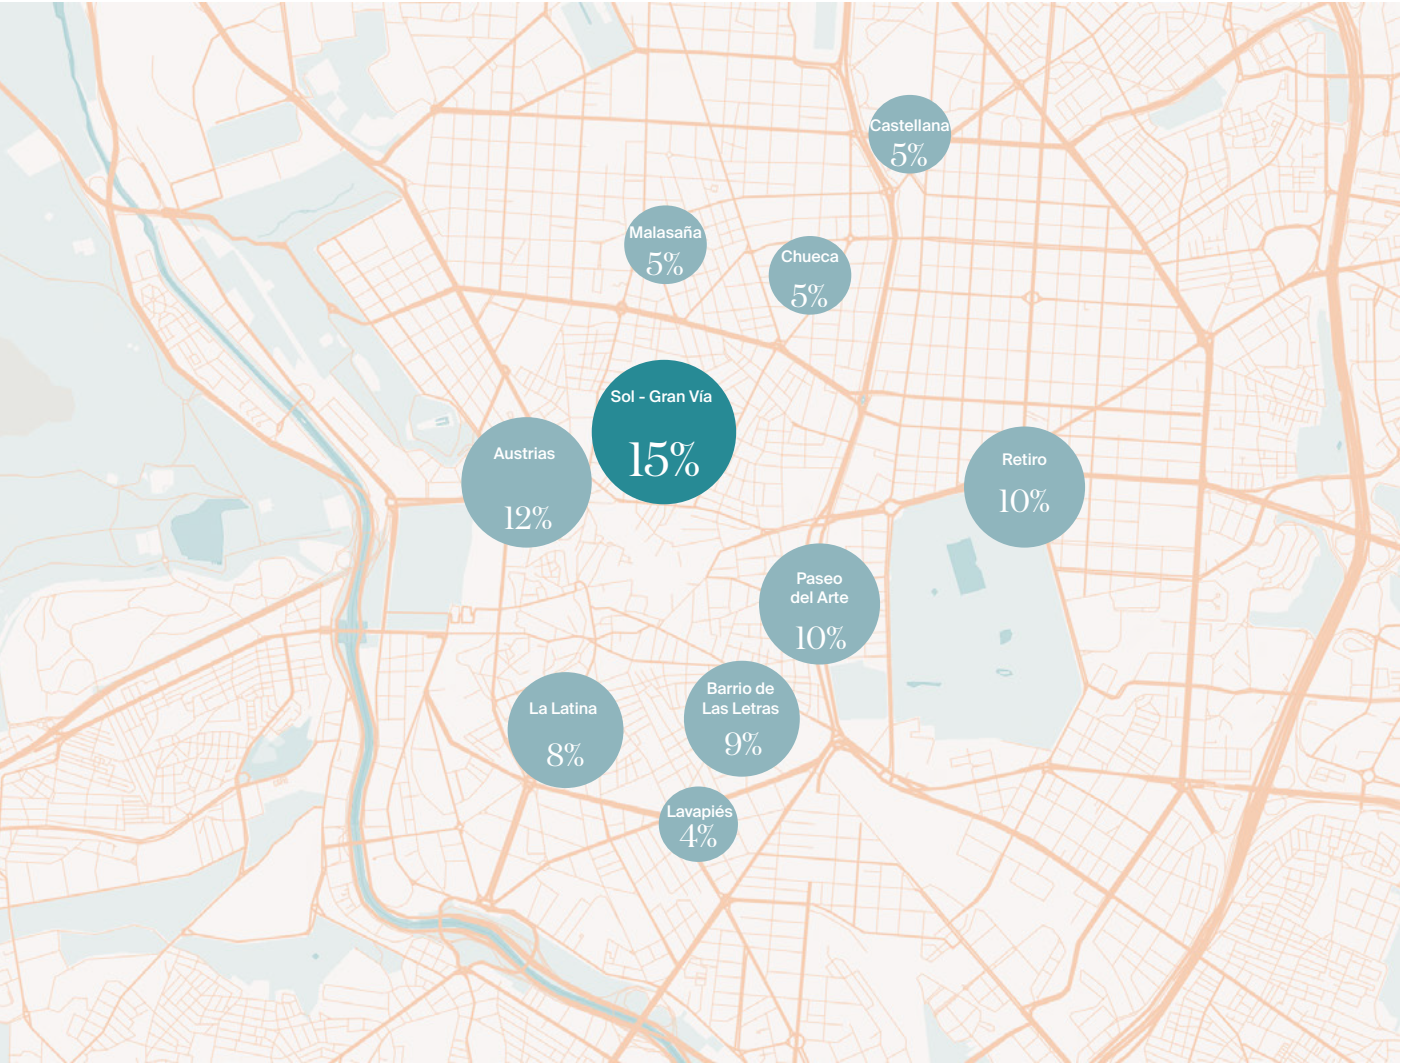 Castellana
5%
Malasaña
5%
Chueca
5%
Sol - Gran Vía
15%
Austrias
12%
Retiro
10%
Paseo
del Arte
10%
La Latina
8%
Barrio de
Las Letras
9%
Lavapiés
4%